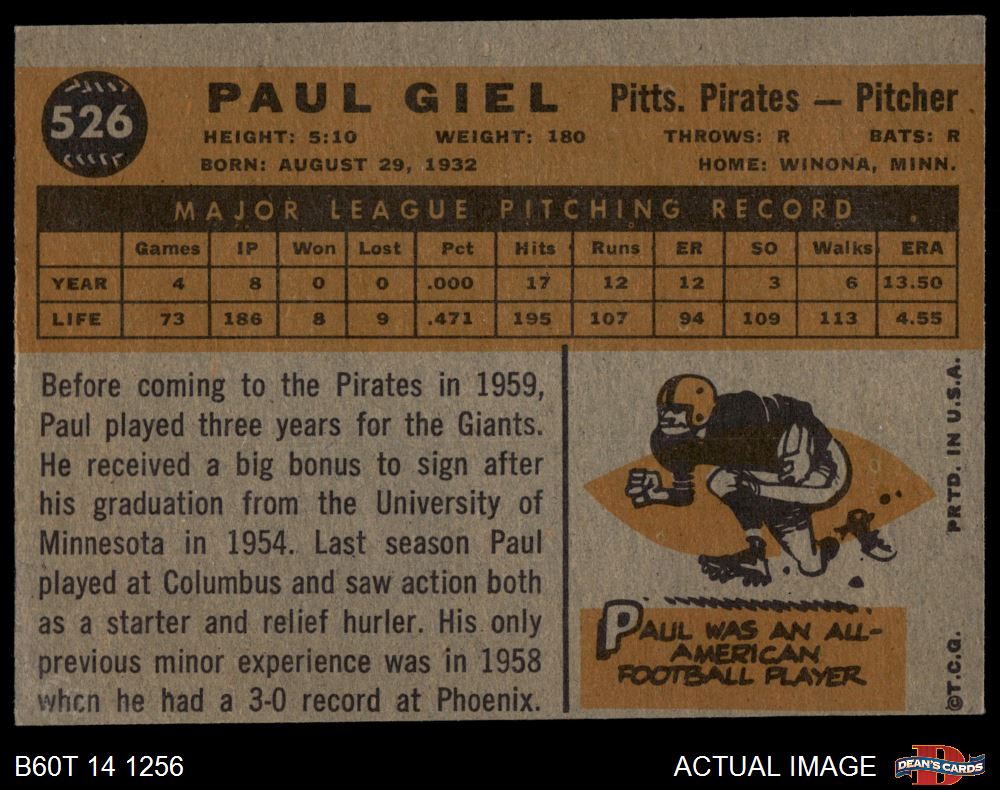 526
PAUL GIEL Pitts. Pirates — Pitcher
HEIGHT: 5:10 WEIGHT: 180 THROWS: R BATS: R
BORN: AUGUST 29, 1932 HOME: WINONA, MINN.
MAJOR LEAGUE PITCHING RECORD
Games IP Won Lost Pct Hits Runs ER SO Walks ERA
YEAR 4 8 0 0 .000 17 12 12 3 6 13.50
LIFE 73 186 8 9 .471 195 107 94 109 113 4.55
Before coming to the Pirates in 1959,
Paul played three years for the Giants.
He received a big bonus to sign after
his graduation from the University of
Minnesota in 1954. Last season Paul
played at Columbus and saw action both
as a starter and relief hurler. His only
previous minor experience was in 1958
when he had a 3-0 record at Phoenix.
PAUL WAS AN ALL-
AMERICAN
FOOTBALL PLAYER
©T.C.G. PRTD. IN U.S.A.
B60T 14 1256 ACTUAL IMAGE
DEAN'S CARDS